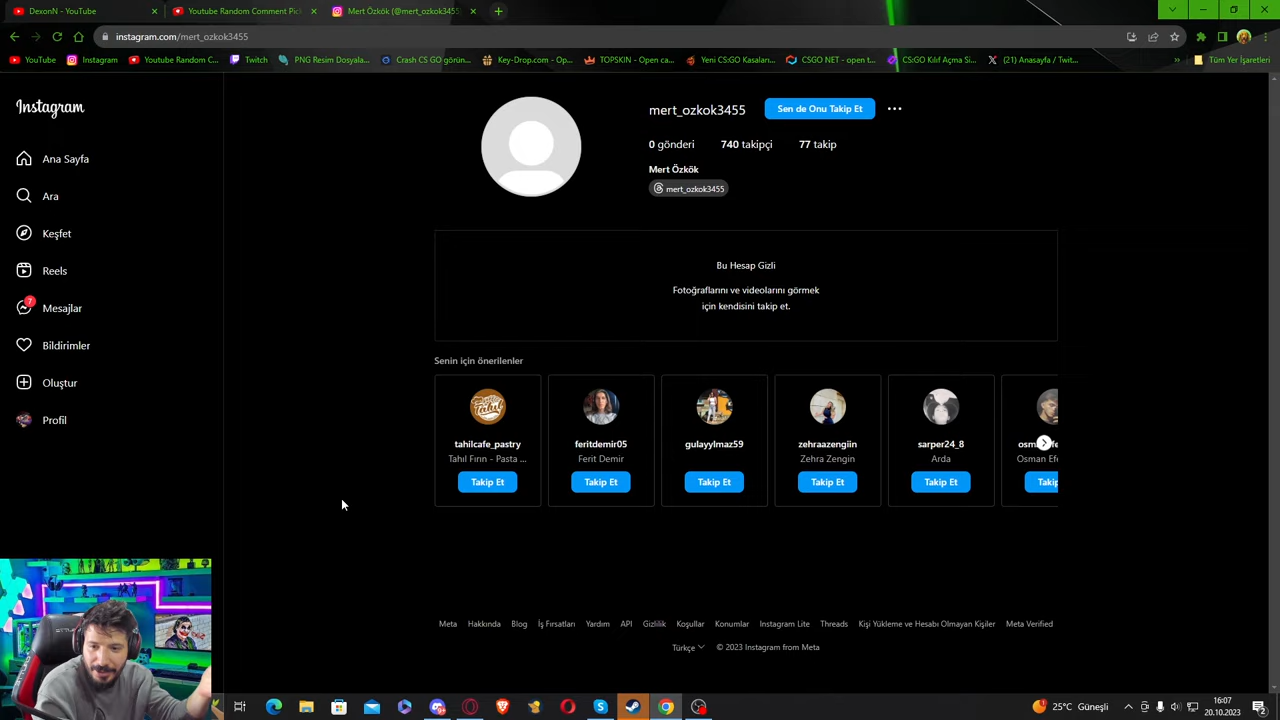 DexonN - YouTube
Youtube Random Comment Pick
Mert Özkök (@mert_ozkok3455)
instagram.com/mert_ozkok3455
YouTube
Instagram
Youtube Random C...
Twitch
PNG Resim Dosyala...
Crash CS GO görün...
Key-Drop.com - Op...
TOPSKIN - Open ca...
Yeni CS:GO Kasaları...
CSGO NET - open t...
CS:GO Kılıf Açma Si...
(21) Anasayfa / Twit...
»
Tüm Yer İşaretleri
Instagram
Ana Sayfa
Ara
Keşfet
Reels
7
Mesajlar
Bildirimler
Oluştur
Profil
mert_ozkok3455
Sen de Onu Takip Et
0 gönderi
740 takipçi
77 takip
Mert Özkök
mert_ozkok3455
Bu Hesap Gizli
Fotoğraflarını ve videolarını görmek
için kendisini takip et.
Senin için önerilenler
tahilcafe_pastry
Tahıl Fırın - Pasta ...
Takip Et
feritdemir05
Ferit Demir
Takip Et
gulayylmaz59
Takip Et
zehraazengiin
Zehra Zengin
Takip Et
sarper24_8
Arda
Takip Et
Osman Efe
Takip
Meta
Hakkında
Blog
İş Fırsatları
Yardım
API
Gizlilik
Koşullar
Konumlar
Instagram Lite
Threads
Kişi Yükleme ve Hesabı Olmayan Kişiler
Meta Verified
Türkçe
© 2023 Instagram from Meta
25°C Güneşli
16:07
20.10.2023